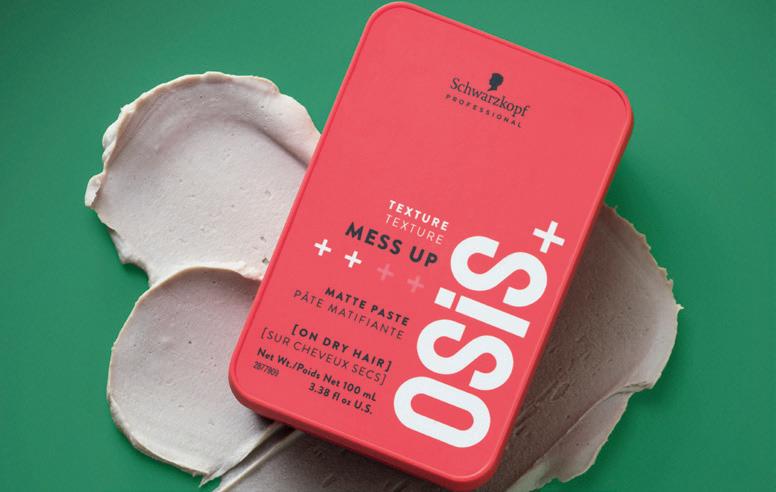 Schwarzkopf
PROFESSIONAL
TEXTURE
TEXTURE
MESS UP
++++
MATTE PASTE
PÂTE MATIFIANTE
[ON DRY HAIR]
[SUR CHEVEUX SECS]
Net Wt./Poids Net 100 mL
2877909
3.38 fl oz U.S.
OSiS+